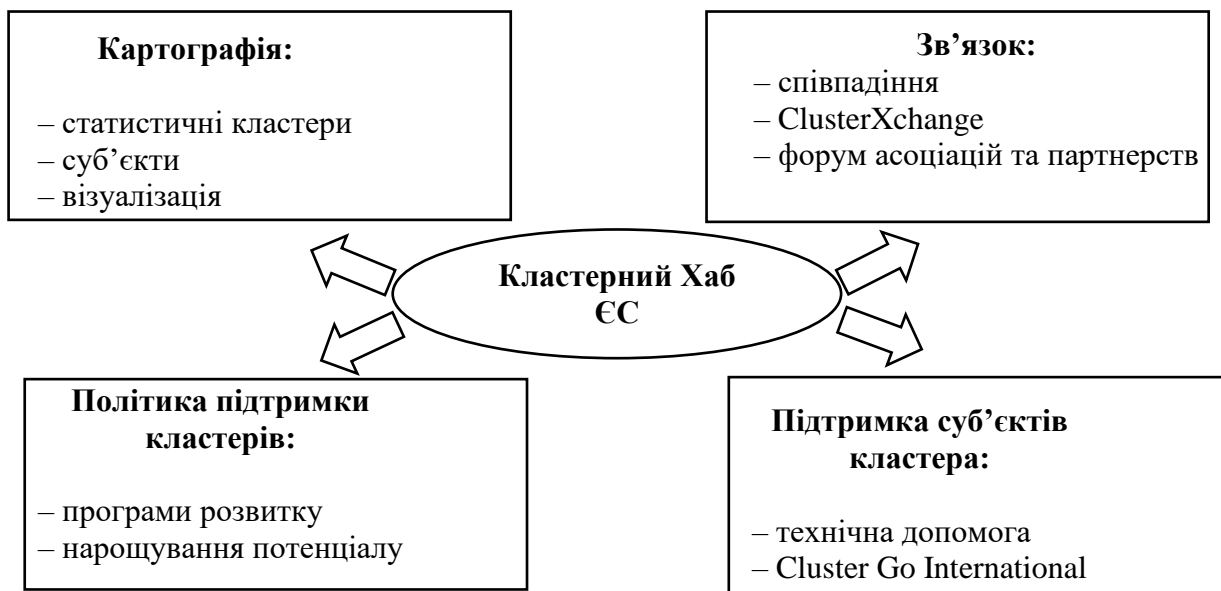 Картографія:
– статистичні кластери
– суб’єкти
– візуалізація
Зв’язок:
– співпадіння
– ClusterXchange
– форум асоціацій та партнерств
Кластерний Хаб
ЄС
Політика підтримки
кластерів:
– програми розвитку
– нарощування потенціалу
Підтримка суб’єктів
кластера:
– технічна допомога
– Cluster Go International